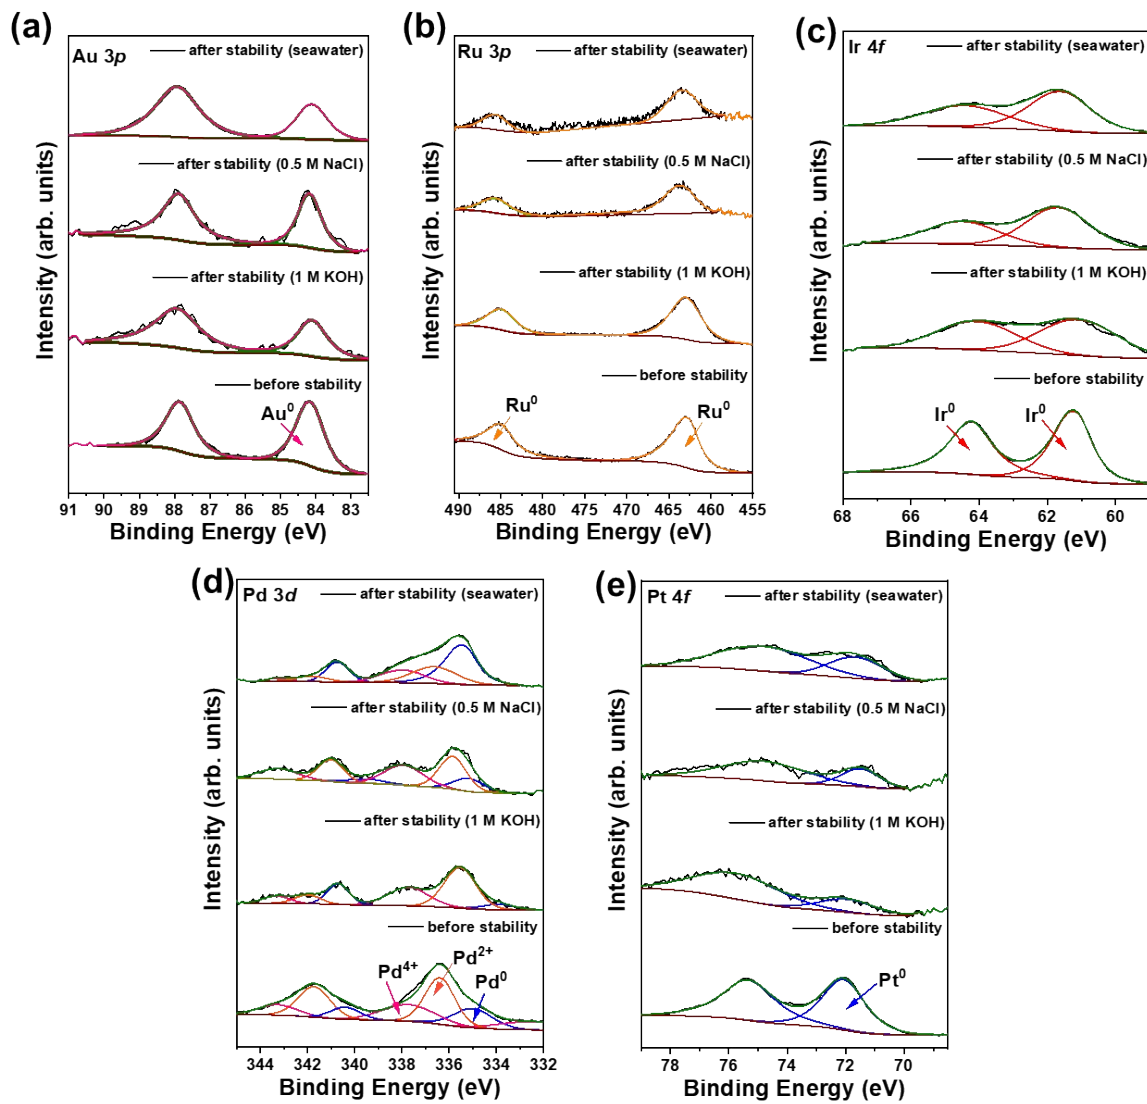 (a)
Au 3p
after stability (seawater)
after stability (0.5 M NaCl)
after stability (1 M KOH)
before stability
Au⁰
Intensity (arb. units)
91 90 89 88 87 86 85 84 83
Binding Energy (eV)
(b)
Ru 3p
after stability (seawater)
after stability (0.5 M NaCl)
after stability (1 M KOH)
before stability
Ru⁰
Ru⁰
Intensity (arb. units)
490 485 480 475 470 465 460 455
Binding Energy (eV)
(c)
Ir 4f
after stability (seawater)
after stability (0.5 M NaCl)
after stability (1 M KOH)
before stability
Ir⁰
Ir⁰
Intensity (arb. units)
68 66 64 62 60
Binding Energy (eV)
(d)
Pd 3d
after stability (seawater)
after stability (0.5 M NaCl)
after stability (1 M KOH)
before stability
Pd⁴⁺
Pd²⁺
Pd⁰
Intensity (arb. units)
344 342 340 338 336 334 332
Binding Energy (eV)
(e)
Pt 4f
after stability (seawater)
after stability (0.5 M NaCl)
after stability (1 M KOH)
before stability
Pt⁰
Intensity (arb. units)
78 76 74 72 70
Binding Energy (eV)